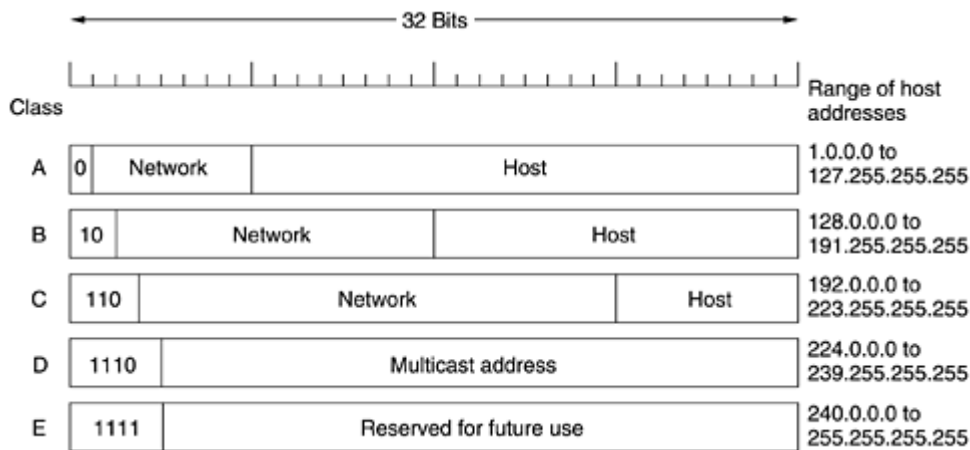 32 Bits
Class
Range of host
addresses
A
0
Network
Host
1.0.0.0 to
127.255.255.255
B
10
Network
Host
128.0.0.0 to
191.255.255.255
C
110
Network
Host
192.0.0.0 to
223.255.255.255
D
1110
Multicast address
224.0.0.0 to
239.255.255.255
E
1111
Reserved for future use
240.0.0.0 to
255.255.255.255